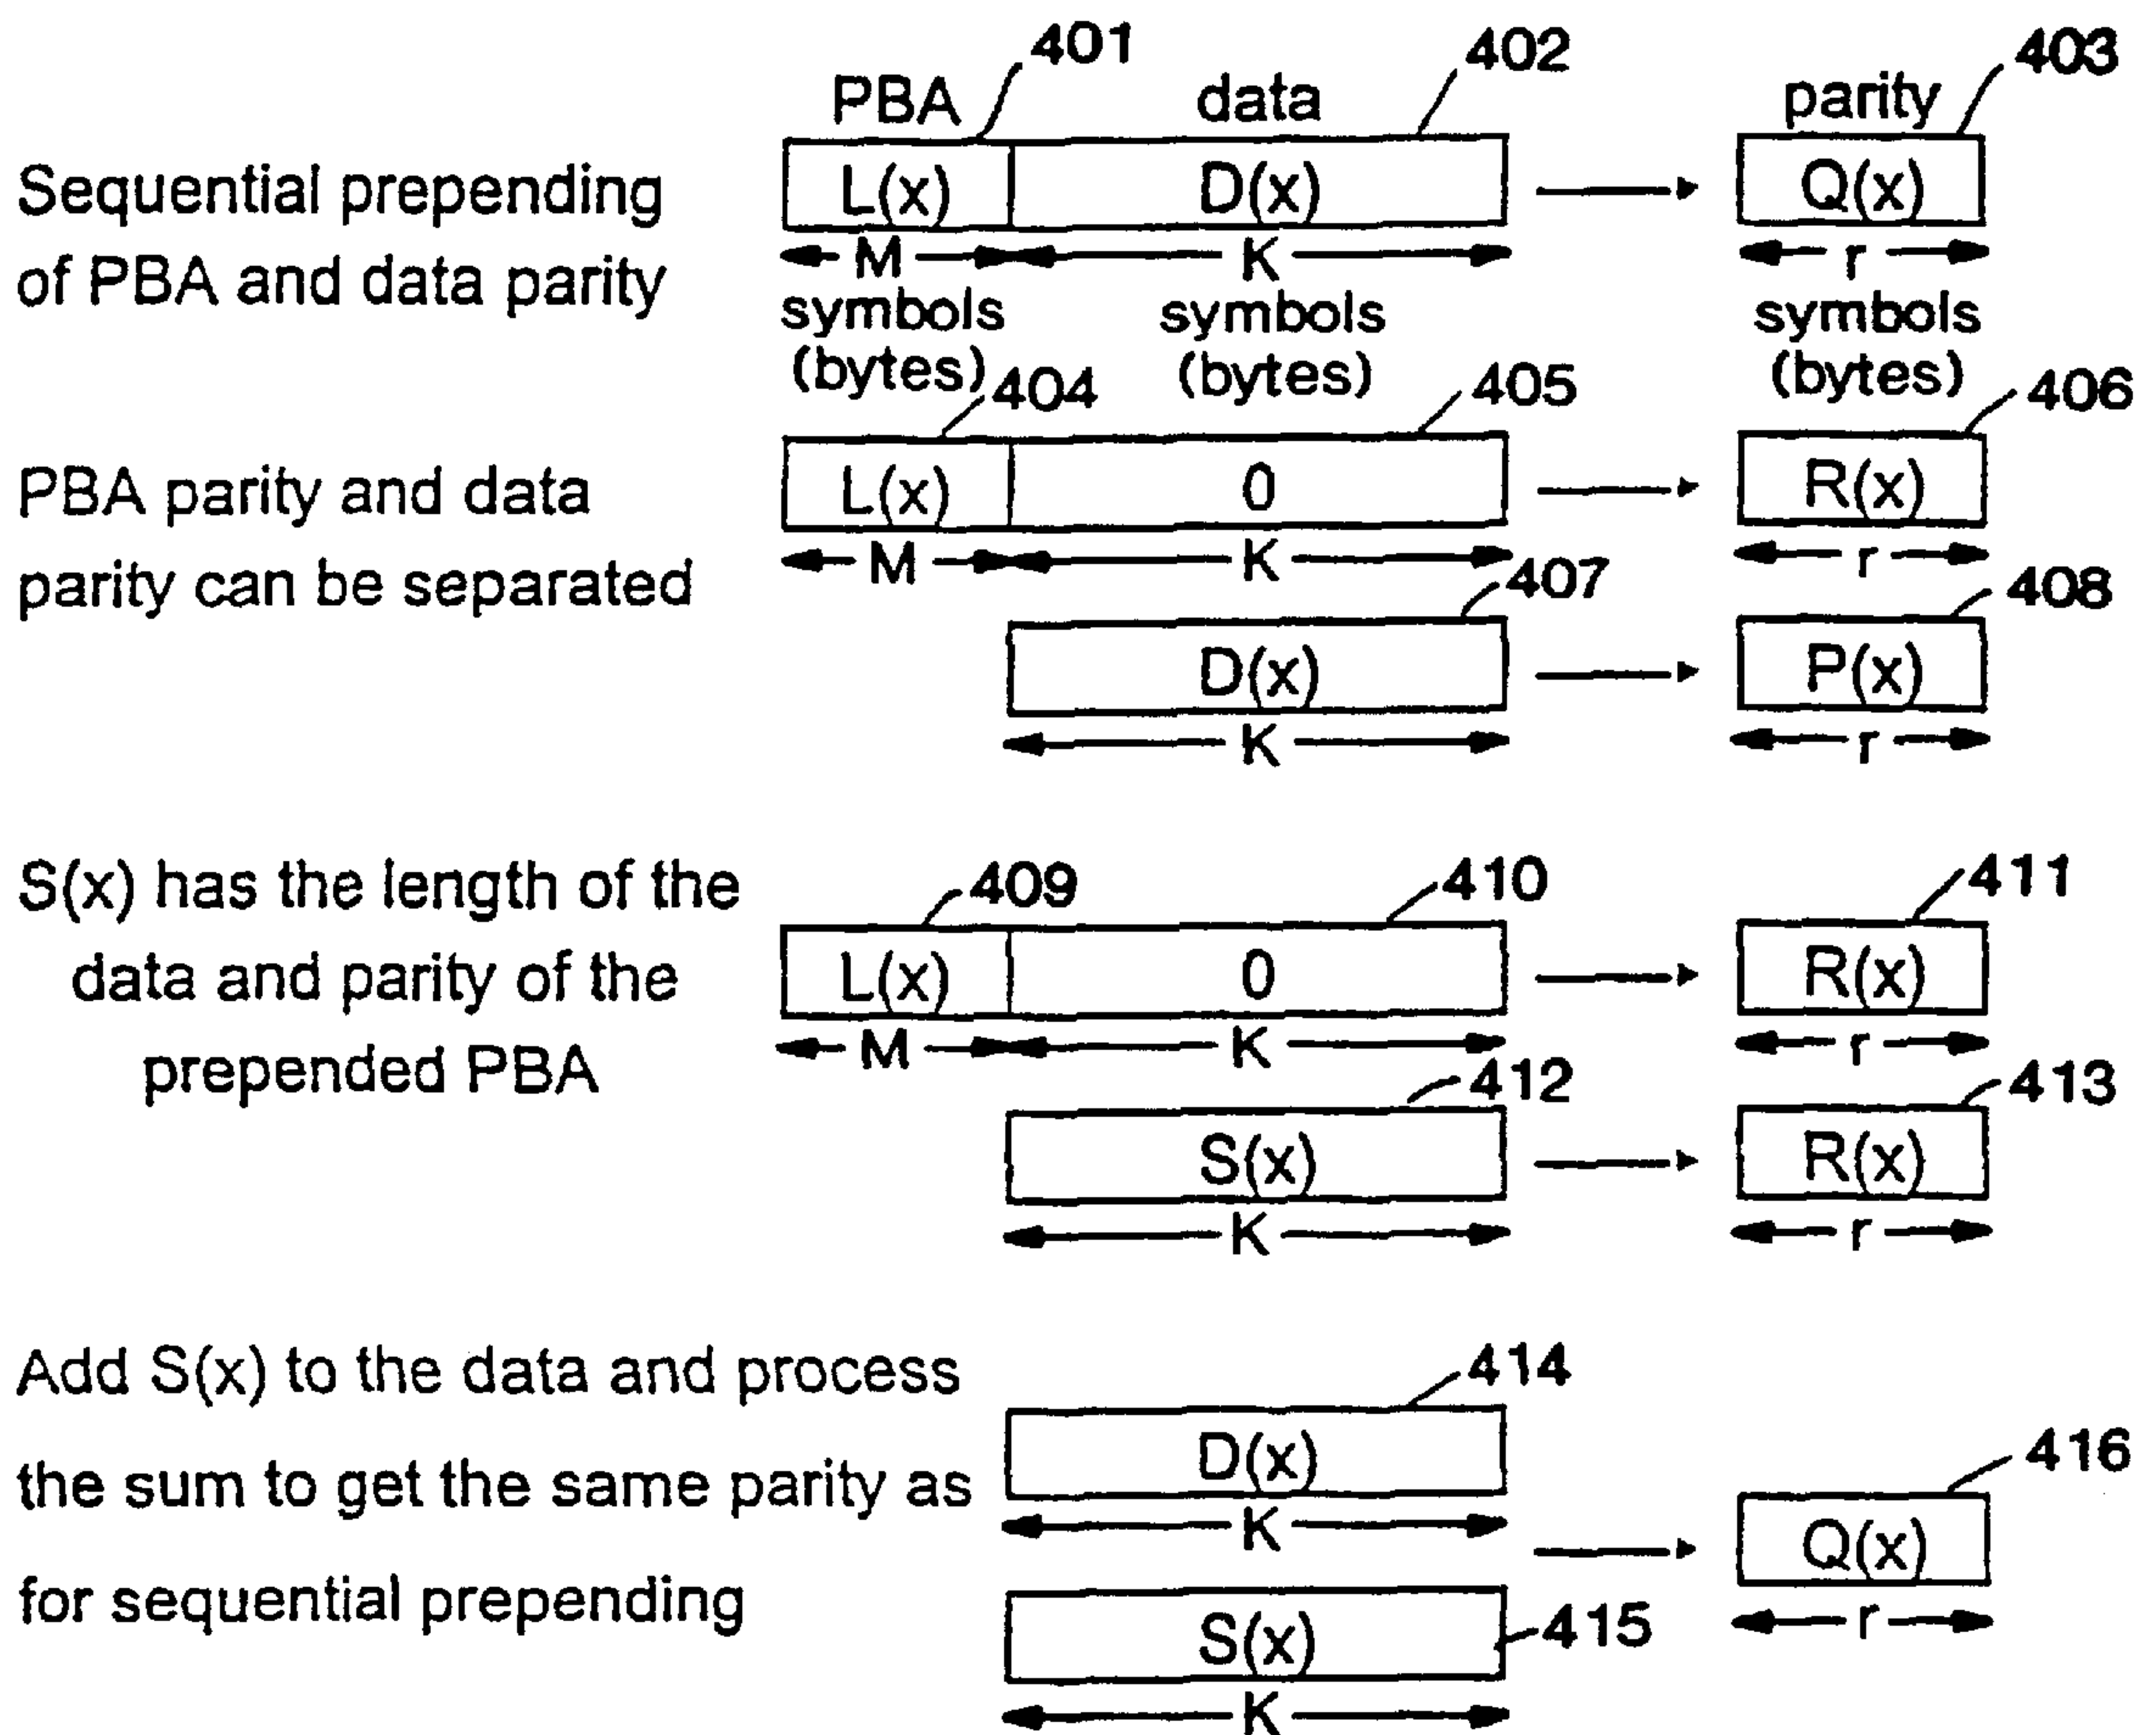 401
402
403
PBA
data
parity
Sequential prepending
of PBA and data parity
L(x)
D(x)
Q(x)
M
K
r
symbols
(bytes)
symbols
(bytes)
symbols
(bytes)
404
405
406
PBA parity and data
parity can be separated
L(x)
0
R(x)
M
K
r
407
408
D(x)
P(x)
K
r
S(x) has the length of the
data and parity of the
prepended PBA
409
410
411
L(x)
0
R(x)
M
K
r
412
413
S(x)
R(x)
K
r
Add S(x) to the data and process
the sum to get the same parity as
for sequential prepending
414
D(x)
K
416
Q(x)
r
S(x)
415
K